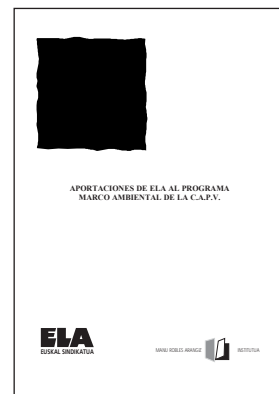 APORTACIONES DE ELA AL PROGRAMA
MARCO AMBIENTAL DE LA C.A.P.V.
ELA
EUSKAL SINDIKATUA
MANU ROBLES-ARANGIZ
INSTITUTUA